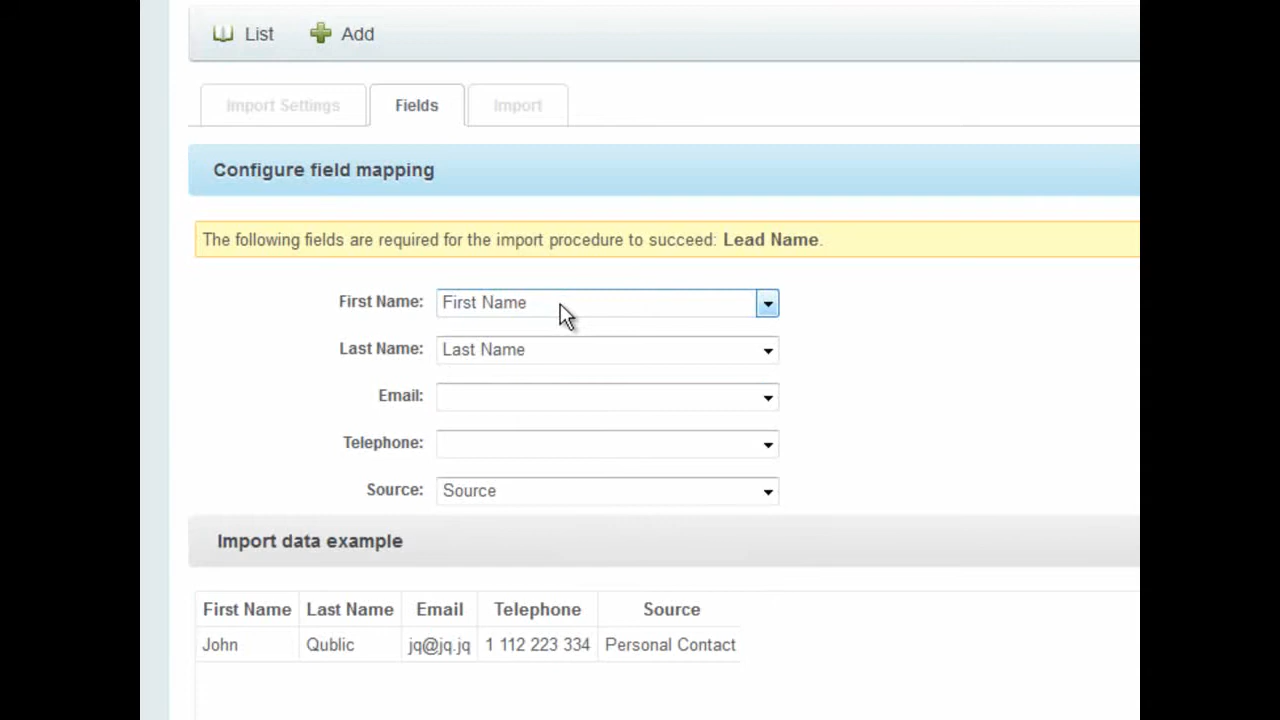 List Add
Import Settings Fields Import
Configure field mapping
The following fields are required for the import procedure to succeed: Lead Name.
First Name: First Name
Last Name: Last Name
Email:
Telephone:
Source: Source
Import data example
First Name Last Name Email Telephone Source
John Qublic jq@jq.jq 1 112 223 334 Personal Contact